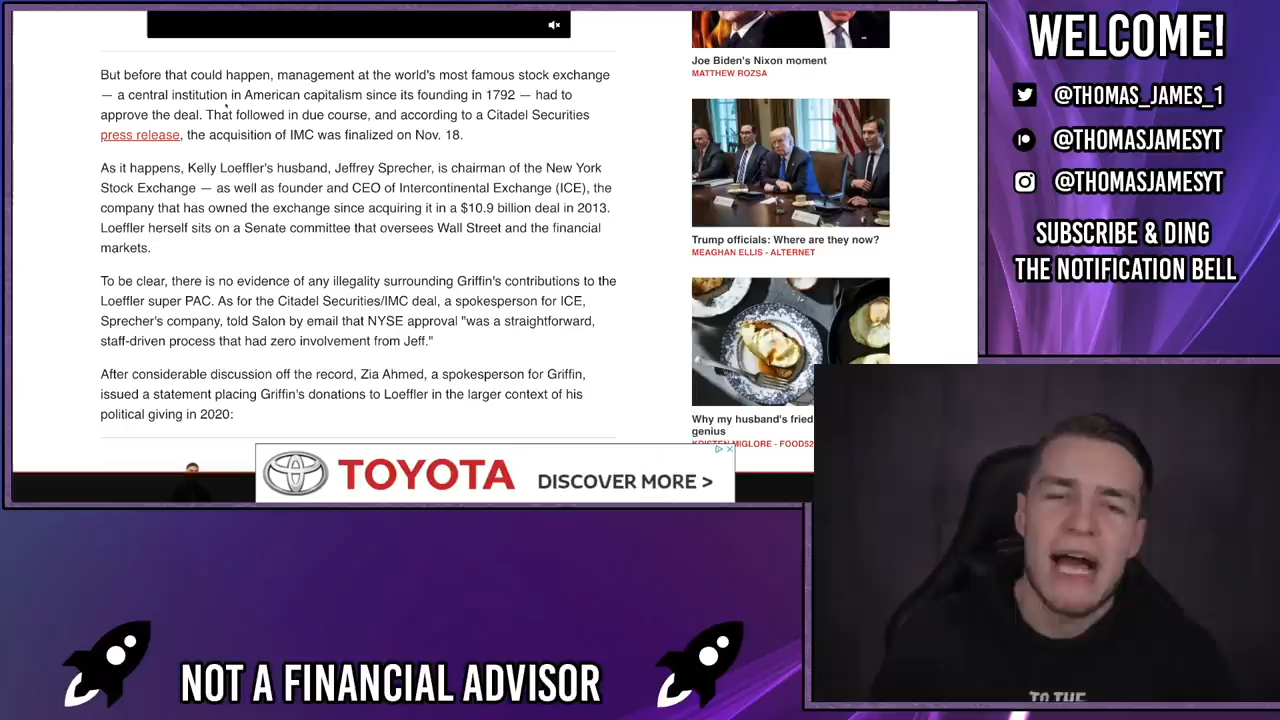 But before that could happen, management at the world's most famous stock exchange
— a central institution in American capitalism since its founding in 1792 — had to
approve the deal. That followed in due course, and according to a Citadel Securities
press release, the acquisition of IMC was finalized on Nov. 18.
As it happens, Kelly Loeffler's husband, Jeffrey Sprecher, is chairman of the New York
Stock Exchange — as well as founder and CEO of Intercontinental Exchange (ICE), the
company that has owned the exchange since acquiring it in a $10.9 billion deal in 2013.
Loeffler herself sits on a Senate committee that oversees Wall Street and the financial
markets.
To be clear, there is no evidence of any illegality surrounding Griffin's contributions to the
Loeffler super PAC. As for the Citadel Securities/IMC deal, a spokesperson for ICE,
Sprecher's company, told Salon by email that NYSE approval "was a straightforward,
staff-driven process that had zero involvement from Jeff."
After considerable discussion off the record, Zia Ahmed, a spokesperson for Griffin,
issued a statement placing Griffin's donations to Loeffler in the larger context of his
political giving in 2020:
Joe Biden's Nixon moment
MATTHEW ROZSA
Trump officials: Where are they now?
MEAGHAN ELLIS - ALTERNET
Why my husband's fried
genius
KRISTEN MIGLORE - FOOD52
TOYOTA
DISCOVER MORE >
WELCOME!
@THOMAS_JAMES_1
@THOMASJAMESYT
@THOMASJAMESYT
SUBSCRIBE & DING
THE NOTIFICATION BELL
NOT A FINANCIAL ADVISOR
TO THE